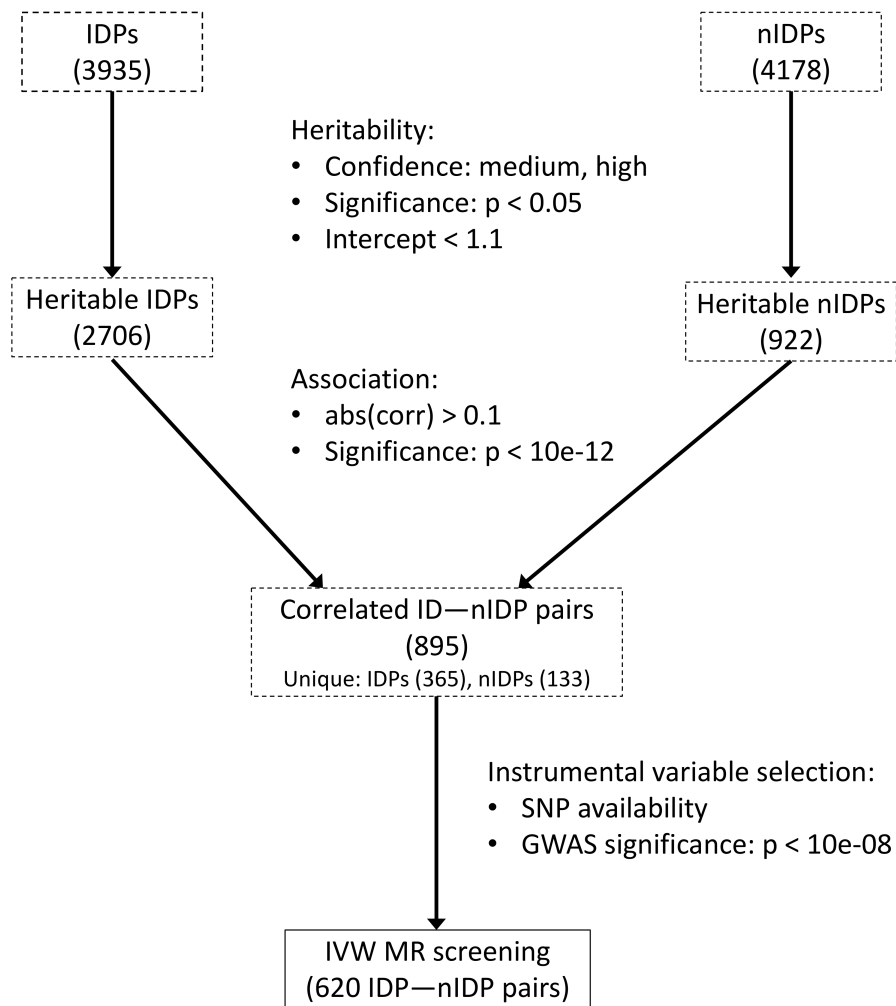 IDPs
(3935)
nIDPs
(4178)
Heritability:
• Confidence: medium, high
• Significance: p < 0.05
• Intercept < 1.1
Heritable IDPs
(2706)
Heritable nIDPs
(922)
Association:
• abs(corr) > 0.1
• Significance: p < 10e-12
Correlated ID—nIDP pairs
(895)
Unique: IDPs (365), nIDPs (133)
Instrumental variable selection:
• SNP availability
• GWAS significance: p < 10e-08
IVW MR screening
(620 IDP—nIDP pairs)